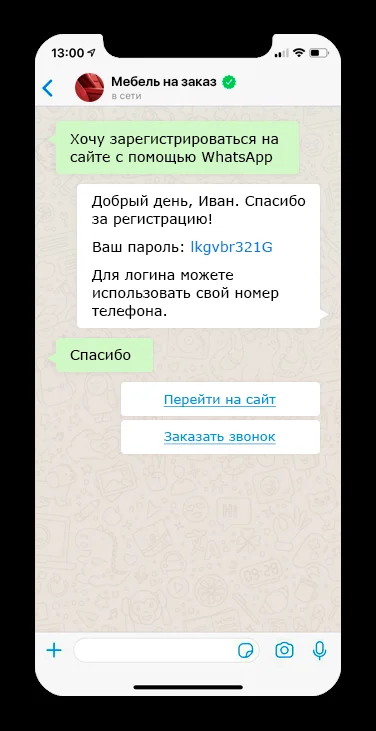 13:00
Мебель на заказ
в сети
Хочу зарегистрироваться на
сайте с помощью WhatsApp
Добрый день, Иван. Спасибо
за регистрацию!
Ваш пароль: lkgvbr321G
Для логина можете
использовать свой номер
телефона.
Спасибо
Перейти на сайт
Заказать звонок